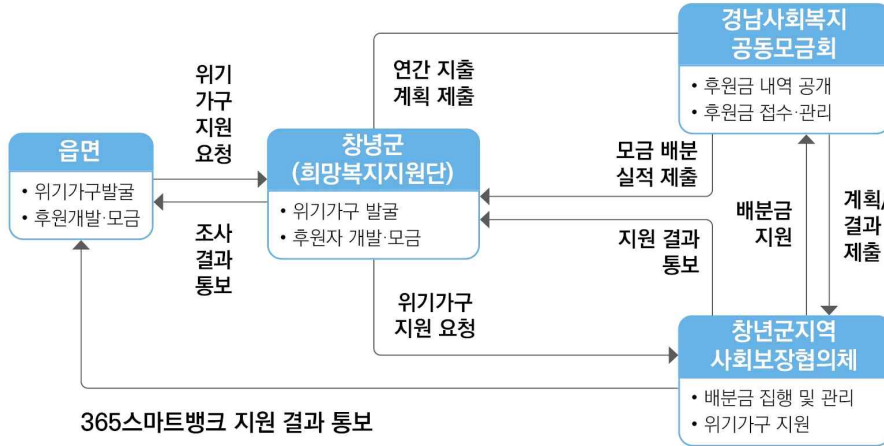 경남사회복지
공동모금회
• 후원금 내역 공개
• 후원금 접수·관리
연간 지출
계획 제출
위기
가구
지원
요청
읍면
• 위기가구발굴
• 후원개발·모금
창녕군
(희망복지지원단)
• 위기가구 발굴
• 후원자 개발·모금
모금 배분
실적 제출
조사
결과
통보
지원 결과
통보
배분금
지원
계획/
결과
제출
위기가구
지원 요청
창년군지역
사회보장협의체
• 배분금 집행 및 관리
• 위기가구 지원
365스마트뱅크 지원 결과 통보